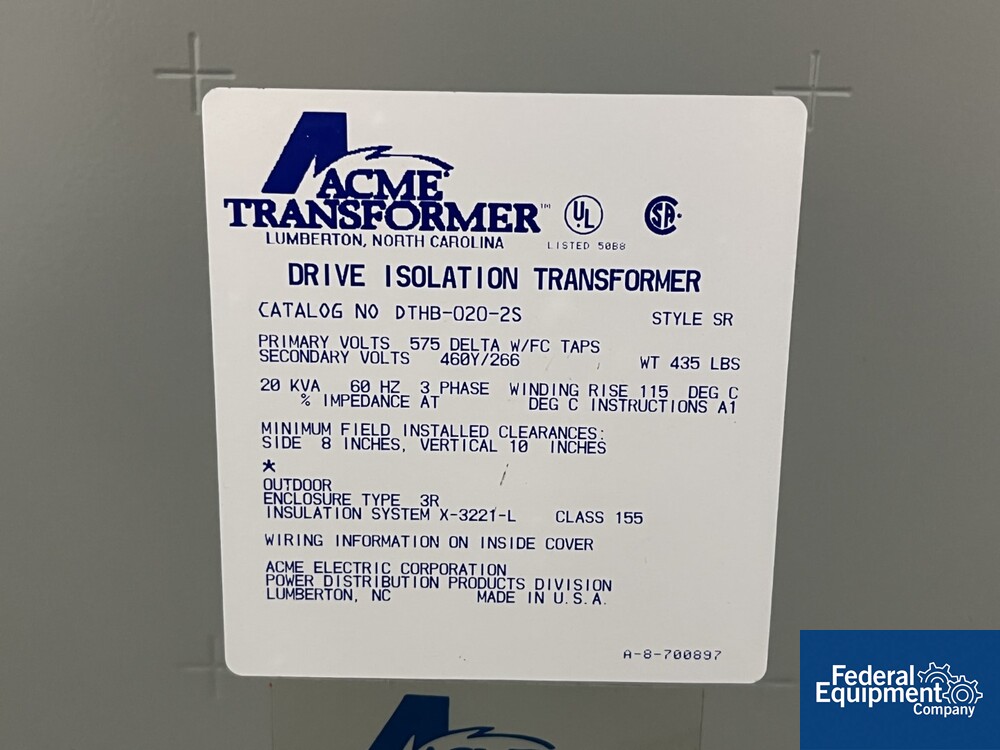 ACME
TRANSFORMER™
LUMBERTON, NORTH CAROLINA
UL
LISTED 50B8
SA
DRIVE ISOLATION TRANSFORMER
CATALOG NO DTHB-020-2S STYLE SR
PRIMARY VOLTS 575 DELTA W/FC TAPS
SECONDARY VOLTS 460Y/266 WT 435 LBS
20 KVA 60 HZ 3 PHASE WINDING RISE 115 DEG C
% IMPEDANCE AT DEG C INSTRUCTIONS A1
MINIMUM FIELD INSTALLED CLEARANCES:
SIDE 8 INCHES, VERTICAL 10 INCHES
*
OUTDOOR
ENCLOSURE TYPE 3R
INSULATION SYSTEM X-3221-L CLASS 155
WIRING INFORMATION ON INSIDE COVER
ACME ELECTRIC CORPORATION
POWER DISTRIBUTION PRODUCTS DIVISION
LUMBERTON, NC MADE IN U.S.A.
A-8-700897
ACME
Federal
Equipment
Company